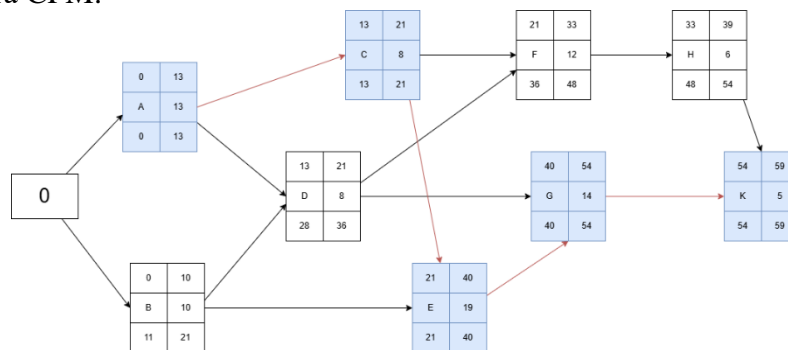 ra CPM.
13 21
C 8
13 21
21 33
F 12
36 48
33 39
H 6
48 54
0 13
A 13
0 13
0
13 21
D 8
28 36
40 54
G 14
40 54
54 59
K 5
54 59
0 10
B 10
11 21
21 40
E 19
21 40